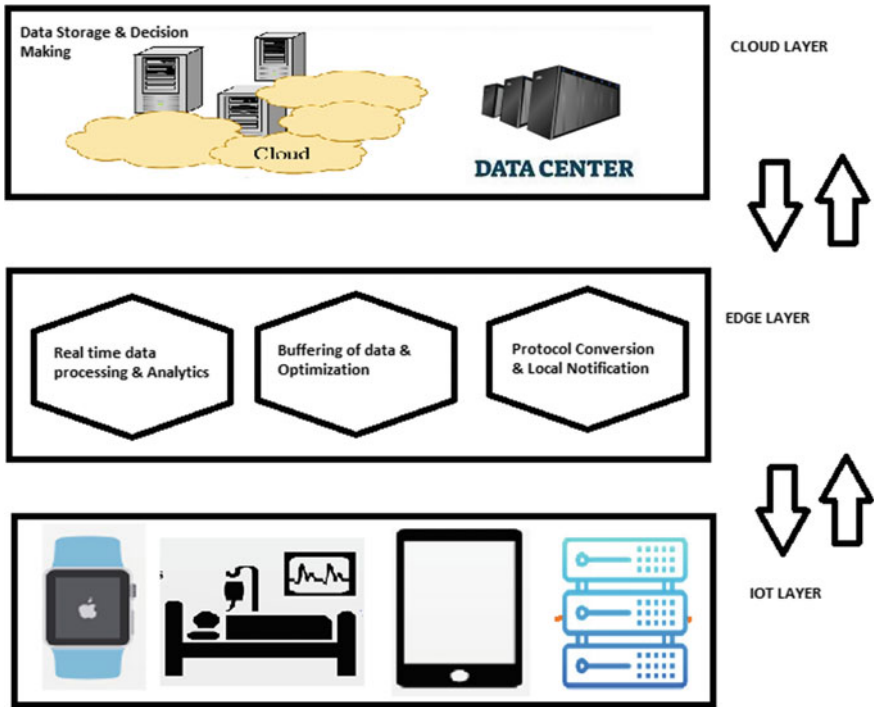 Data Storage & Decision
Making
CLOUD LAYER
Cloud
DATA CENTER
EDGE LAYER
Real time data
processing & Analytics
Buffering of data &
Optimization
Protocol Conversion
& Local Notification
s
IOT LAYER